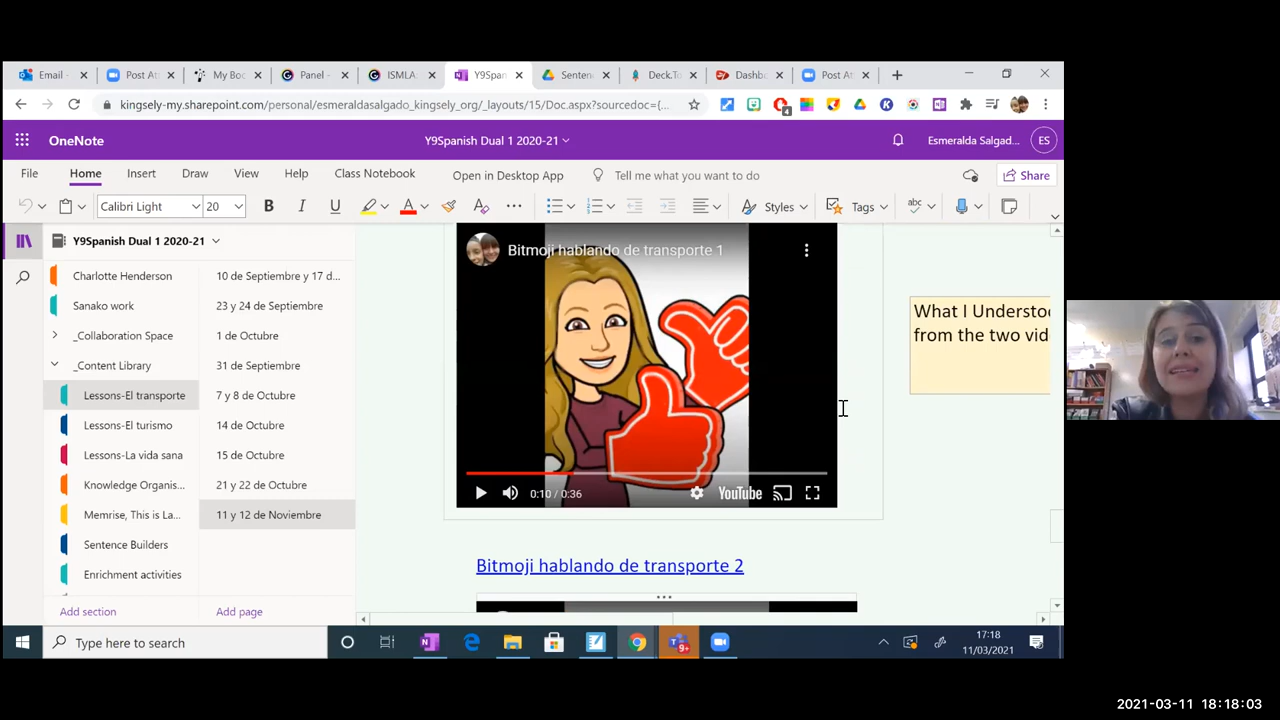 Email -
Post At
My Boo
Panel -
ISMLA
Y9Span
Senten
Deck.To
Dashbo
Post At
kingsely-my.sharepoint.com/personal/esmeraldasalgado_kingsely_org/_layouts/15/Doc.aspx?sourcedoc={...
4
OneNote
Y9Spanish Dual 1 2020-21
Esmeralda Salgad...
ES
File
Home
Insert
Draw
View
Help
Class Notebook
Open in Desktop App
Tell me what you want to do
Share
Calibri Light
20
B
I
U
Styles
Tags
Y9Spanish Dual 1 2020-21
Charlotte Henderson
10 de Septiembre y 17 d...
Sanako work
23 y 24 de Septiembre
_Collaboration Space
1 de Octubre
_Content Library
31 de Septiembre
Lessons-El transporte
7 y 8 de Octubre
Lessons-El turismo
14 de Octubre
Lessons-La vida sana
15 de Octubre
Knowledge Organis...
21 y 22 de Octubre
Memrise, This is La...
11 y 12 de Noviembre
Sentence Builders
Enrichment activities
Add section
Add page
Bitmoji hablando de transporte 1
0:10 / 0:36
YouTube
What I Understoo
from the two vid
Bitmoji hablando de transporte 2
Type here to search
9+
17:18
11/03/2021
2021-03-11 18:18:03